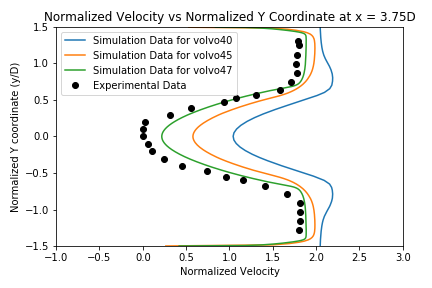 Normalized Velocity vs Normalized Y Coordinate at x = 3.75D
Normalized Y coordinate (y/D)
1.5
1.0
0.5
0.0
−0.5
−1.0
−1.5
Simulation Data for volvo40
Simulation Data for volvo45
Simulation Data for volvo47
Experimental Data
−1.0 −0.5 0.0 0.5 1.0 1.5 2.0 2.5 3.0
Normalized Velocity